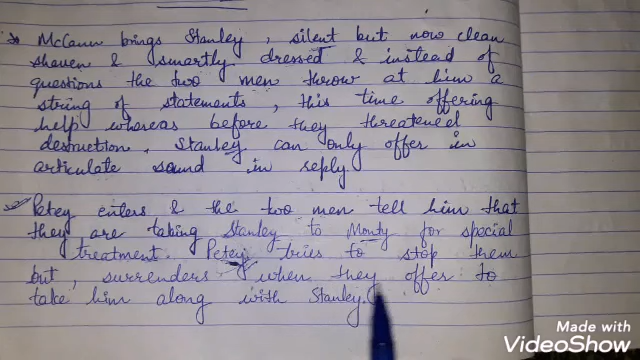 McCann brings Stanley, silent but now clean
shaven & smartly dressed & instead of
questions the two men throw at him a
string of statements, this time offering
help whereas before they threatened
destruction. Stanley can only offer in
articulate sound in reply
Petey enters & the two men tell him that
they are taking Stanley to Monty for special
treatment. Petey tries to stop them
but, surrenders when they offer to
take him along with Stanley.
Made with
VideoShow